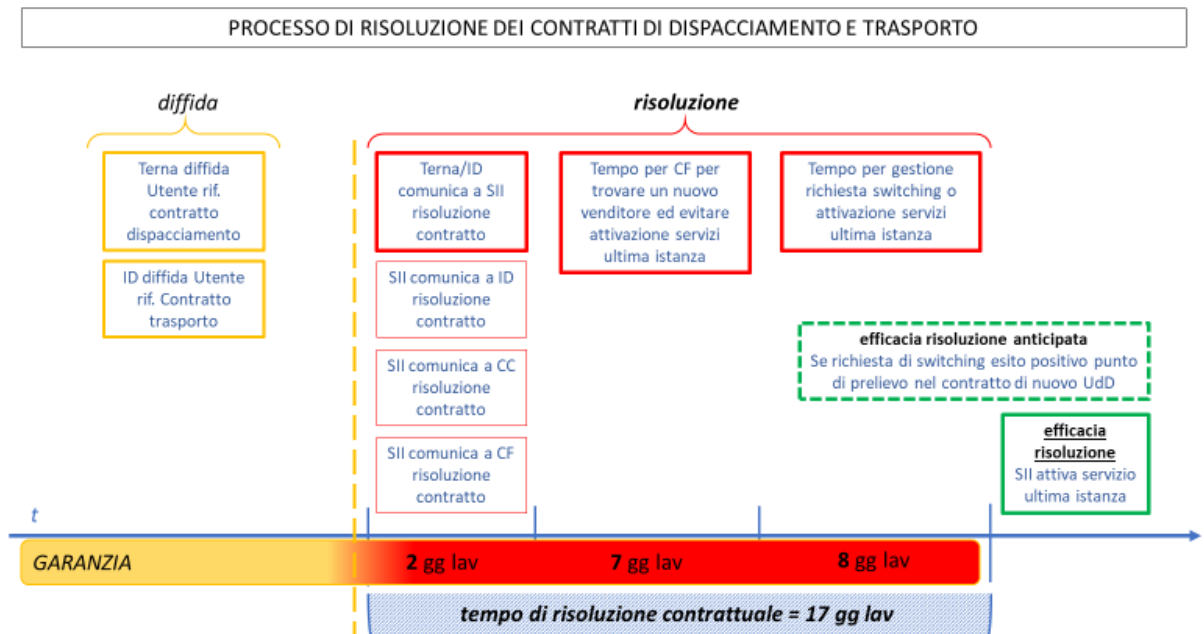 PROCESSO DI RISOLUZIONE DEI CONTRATTI DI DISPACCIAMENTO E TRASPORTO
diffida
risoluzione
Terna diffida
Utente rif.
contratto
dispacciamento
ID diffida Utente
rif. Contratto
trasporto
Terna/ID
comunica a SII
risoluzione
contratto
SII comunica a ID
risoluzione
contratto
SII comunica a CC
risoluzione
contratto
SII comunica a CF
risoluzione
contratto
Tempo per CF per
trovare un nuovo
venditore ed evitare
attivazione servizi
ultima istanza
Tempo per gestione
richiesta switching o
attivazione servizi
ultima istanza
efficacia risoluzione anticipata
Se richiesta di switching esito positivo punto
di prelievo nel contratto di nuovo UdD
efficacia
risoluzione
SII attiva servizio
ultima istanza
t
GARANZIA
2 gg lav
7 gg lav
8 gg lav
tempo di risoluzione contrattuale = 17 gg lav